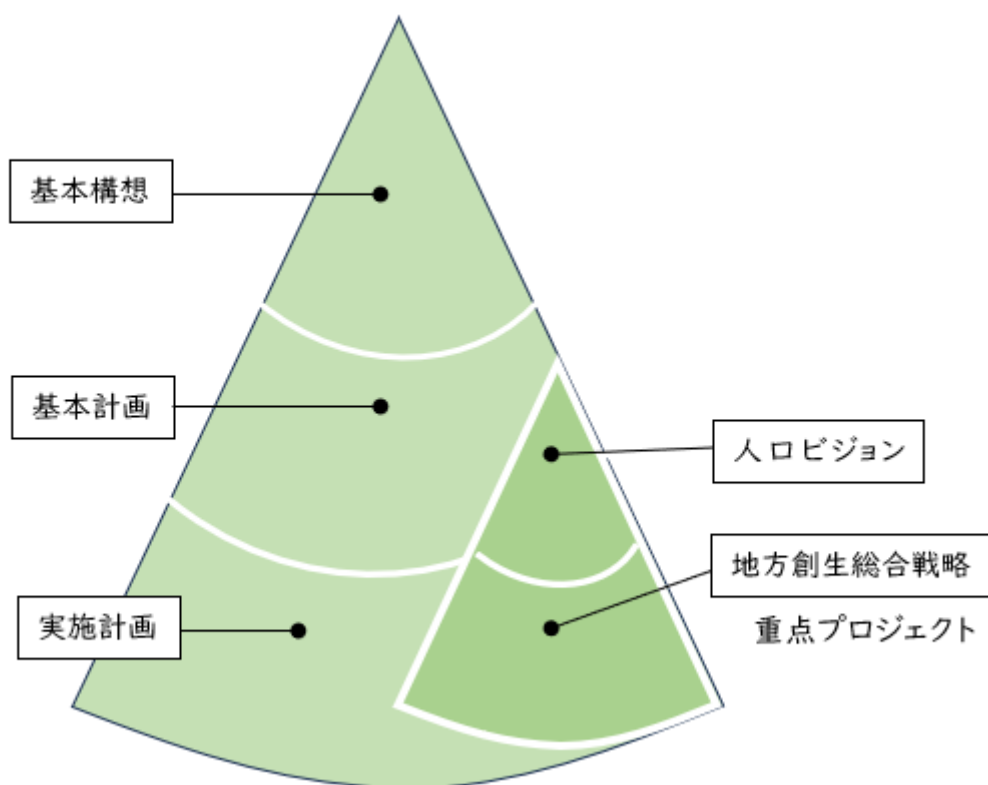 基本構想
基本計画
人口ビジョン
地方創生総合戦略
実施計画
重点プロジェクト